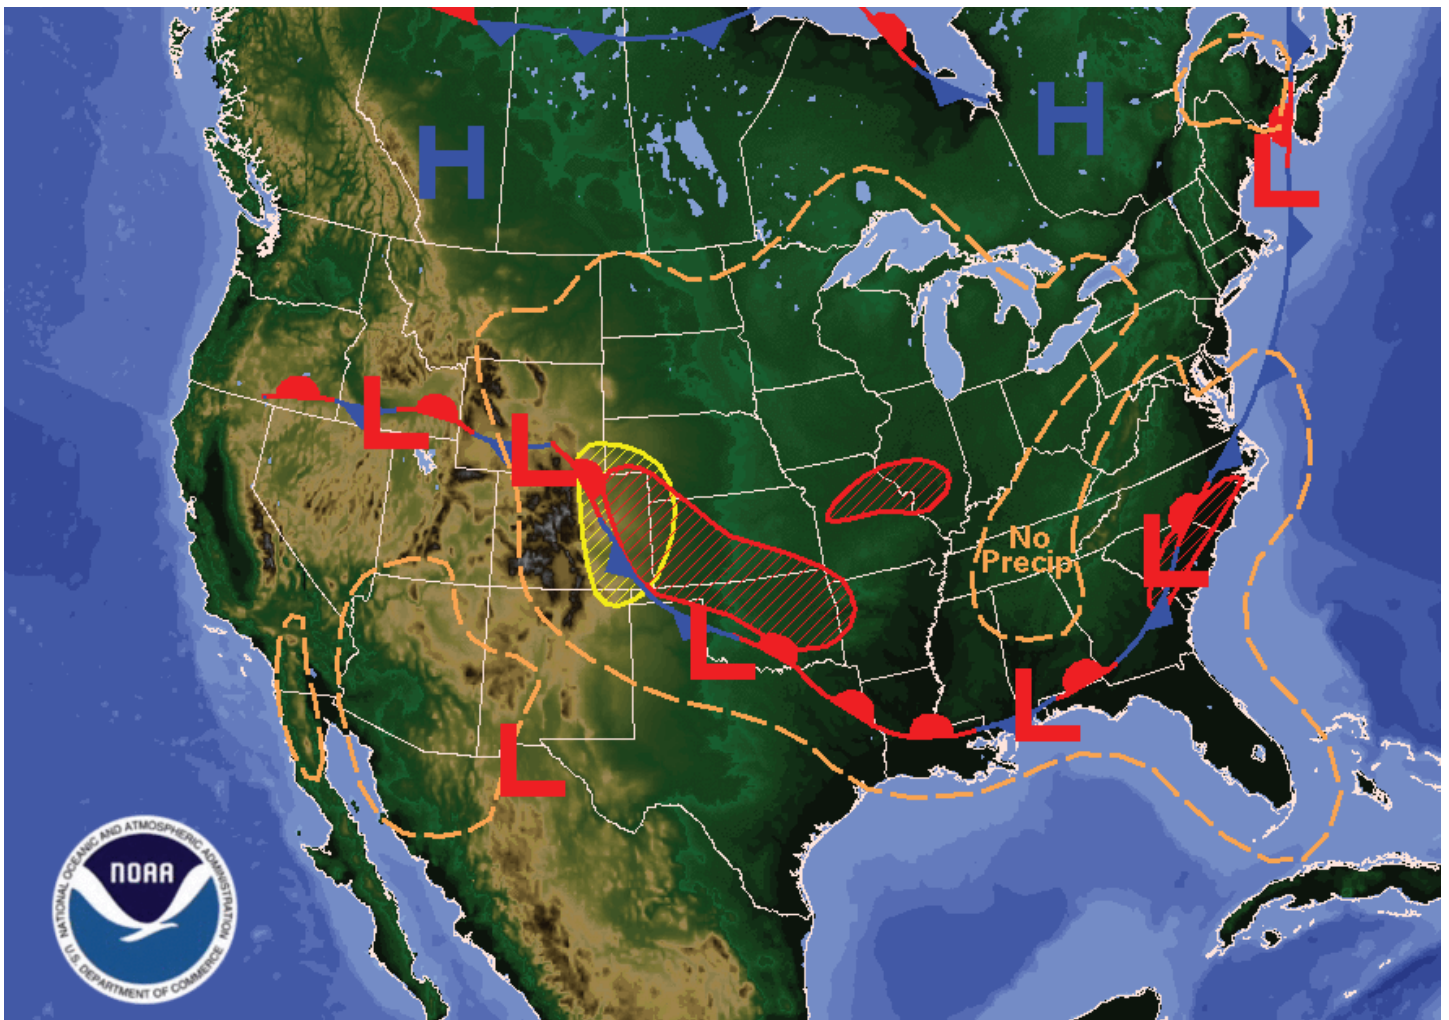 H
H
L
L
L
No
Precip
L
L
L
L
NATIONAL OCEANIC AND ATMOSPHERIC ADMINISTRATION
NOAA
U.S. DEPARTMENT OF COMMERCE